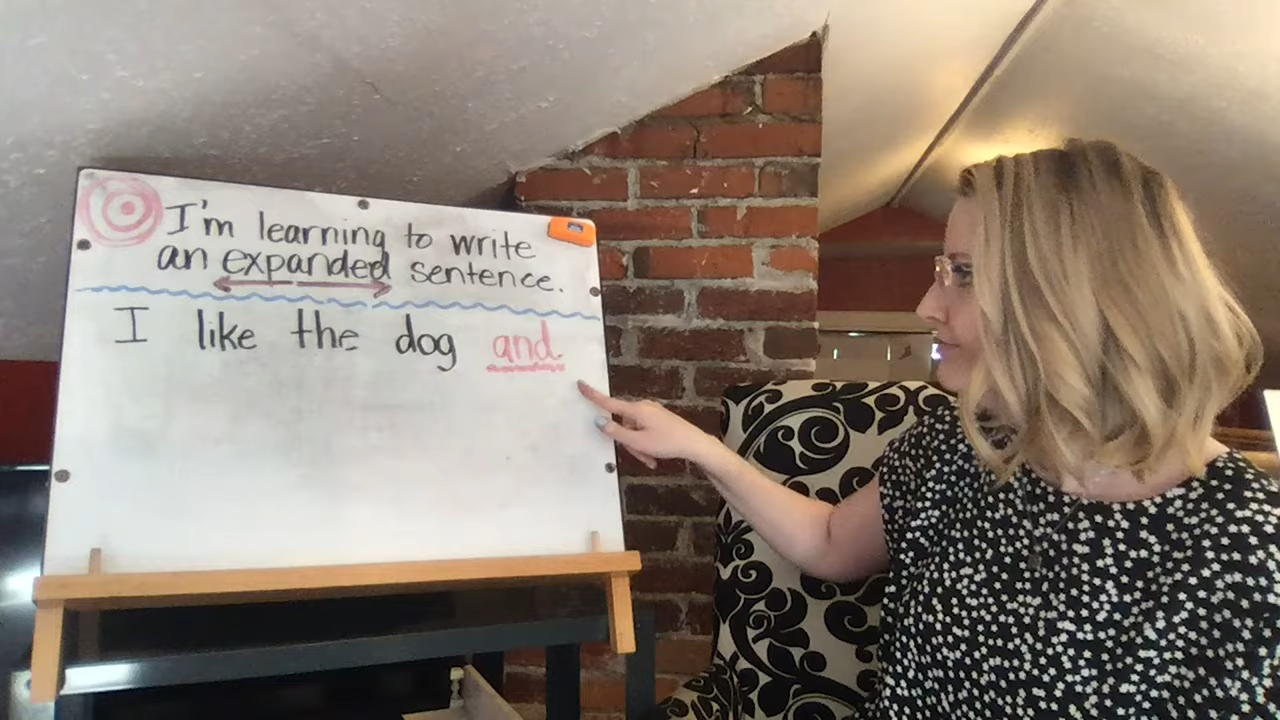 I'm learning to write
an expanded sentence.
I like the dog and.